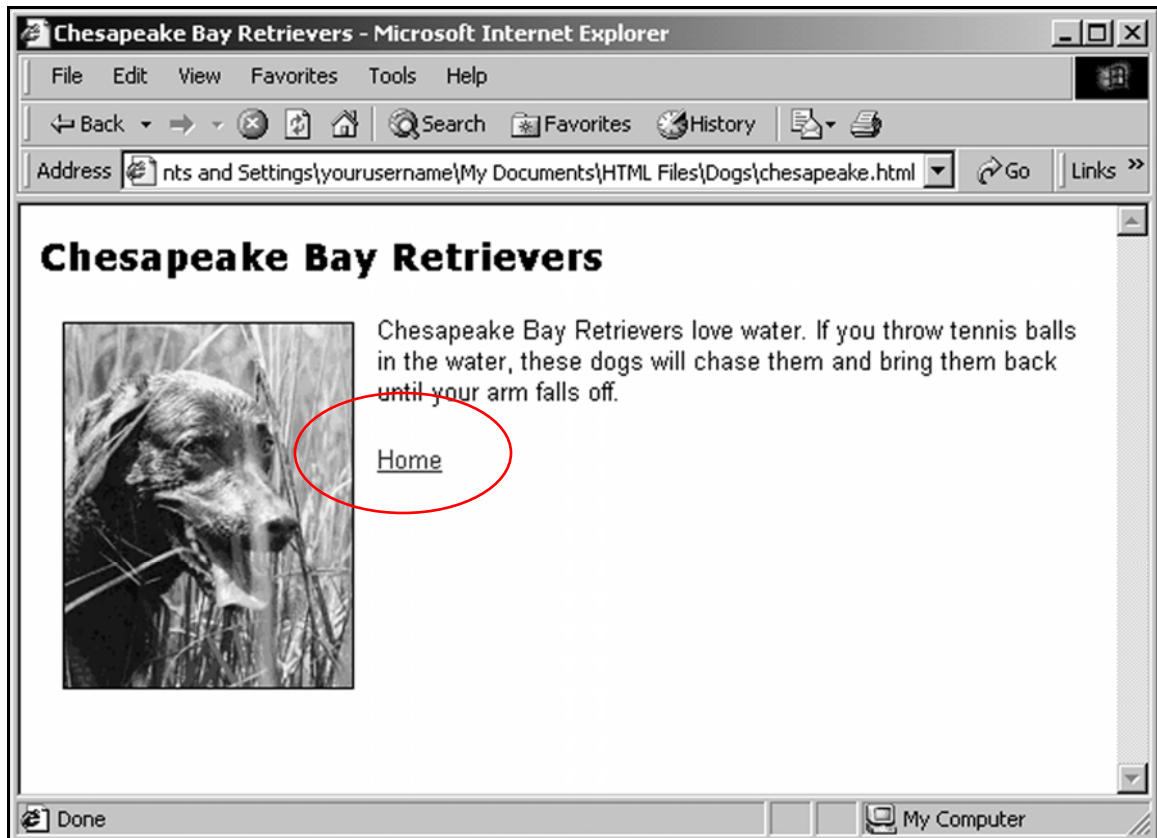 Chesapeake Bay Retrievers - Microsoft Internet Explorer
File Edit View Favorites Tools Help
Back Search Favorites History
Address nts and Settings\yourusername\My Documents\HTML Files\Dogs\chesapeake.html Go Links »
Chesapeake Bay Retrievers
Chesapeake Bay Retrievers love water. If you throw tennis balls
in the water, these dogs will chase them and bring them back
until your arm falls off.
Home
Done My Computer